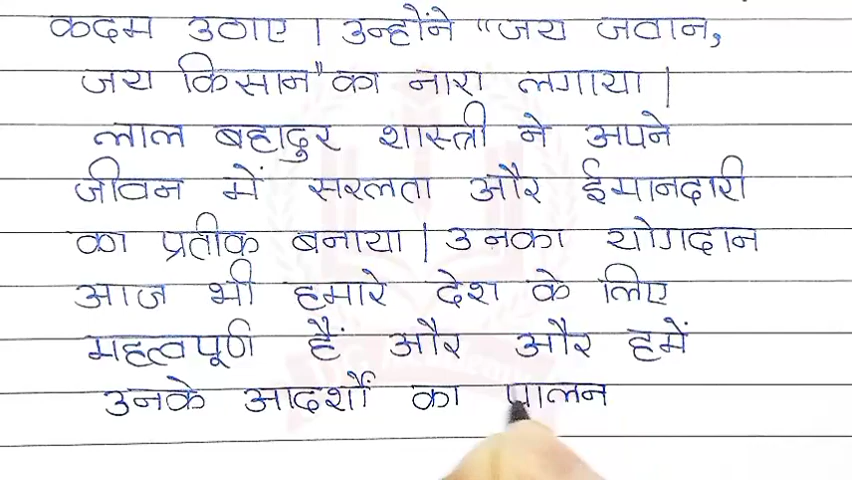 कदम उठाए। उन्होंने "जय जवान,
जय किसान" का नारा लगाया।
लाल बहादुर शास्त्री ने अपने
जीवन में सरलता और ईमानदारी
का प्रतीक बनाया। उनका योगदान
आज भी हमारे देश के लिए
महत्वपूर्ण हैं और और हमें
उनके आदर्शों का पालन